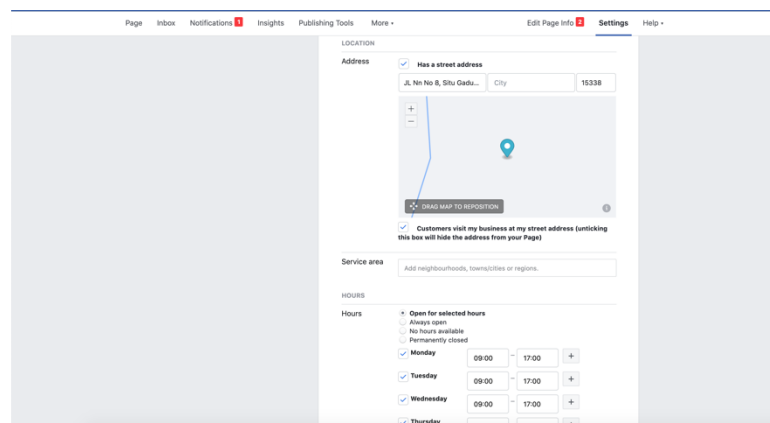 Page Inbox Notifications 1 Insights Publishing Tools More Edit Page Info 2 Settings Help
LOCATION
Address
Has a street address
JL Nn No 8, Situ Gadu... City 15338
+
−
DRAG MAP TO REPOSITION
i
Customers visit my business at my street address (unticking
this box will hide the address from your Page)
Service area
Add neighbourhoods, towns/cities or regions.
HOURS
Hours
Open for selected hours
Always open
No hours available
Permanently closed
Monday 09:00 – 17:00 +
Tuesday 09:00 – 17:00 +
Wednesday 09:00 – 17:00 +
Thursday